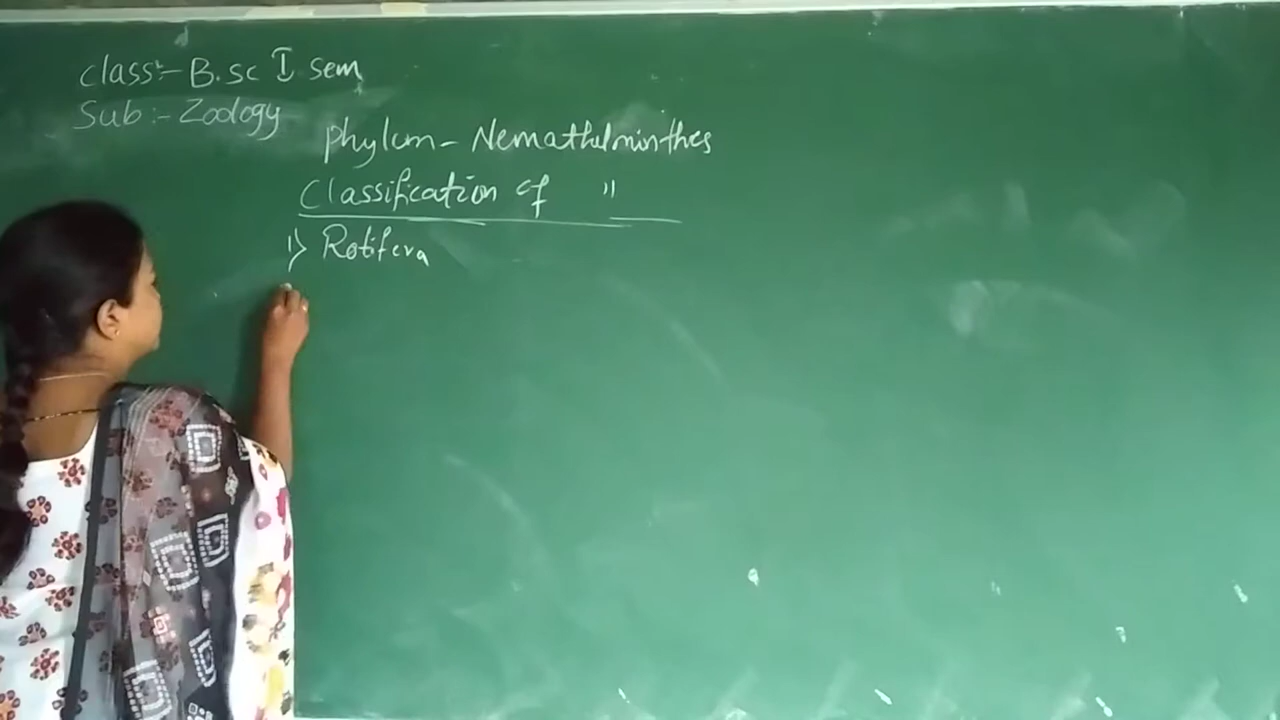 Class:- B.sc I sem
Sub:- Zoology
Phylum - Nemathelminthes
Classification of "
1) Rotifera